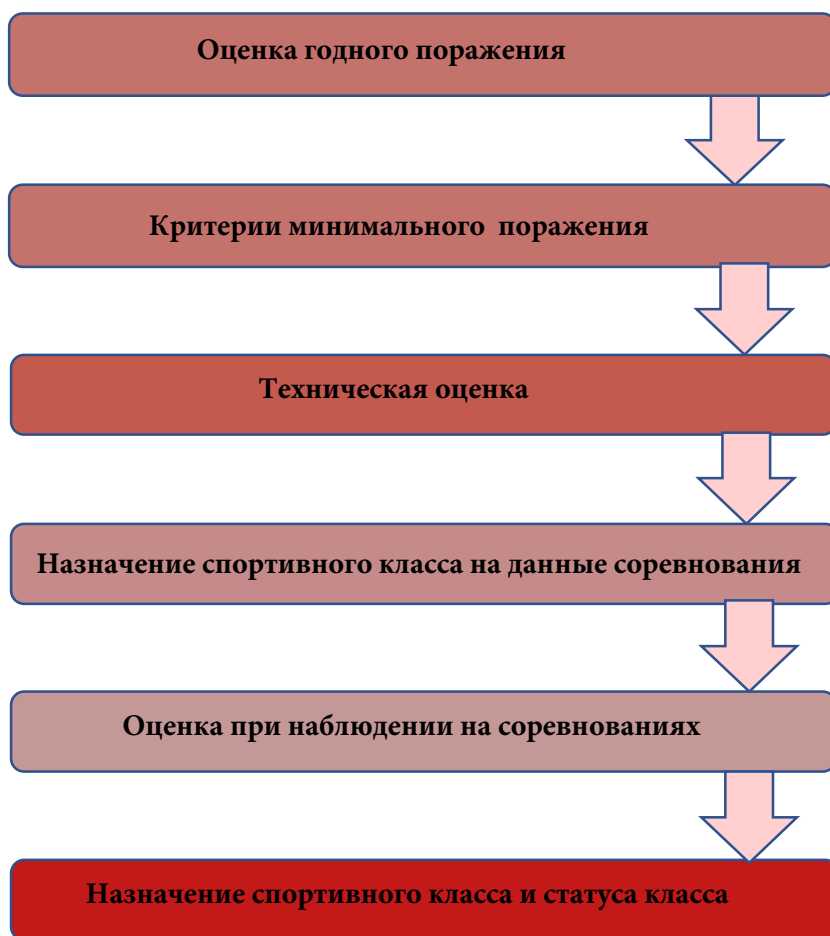 Оценка годного поражения
Критерии минимального поражения
Техническая оценка
Назначение спортивного класса на данные соревнования
Оценка при наблюдении на соревнованиях
Назначение спортивного класса и статуса класса